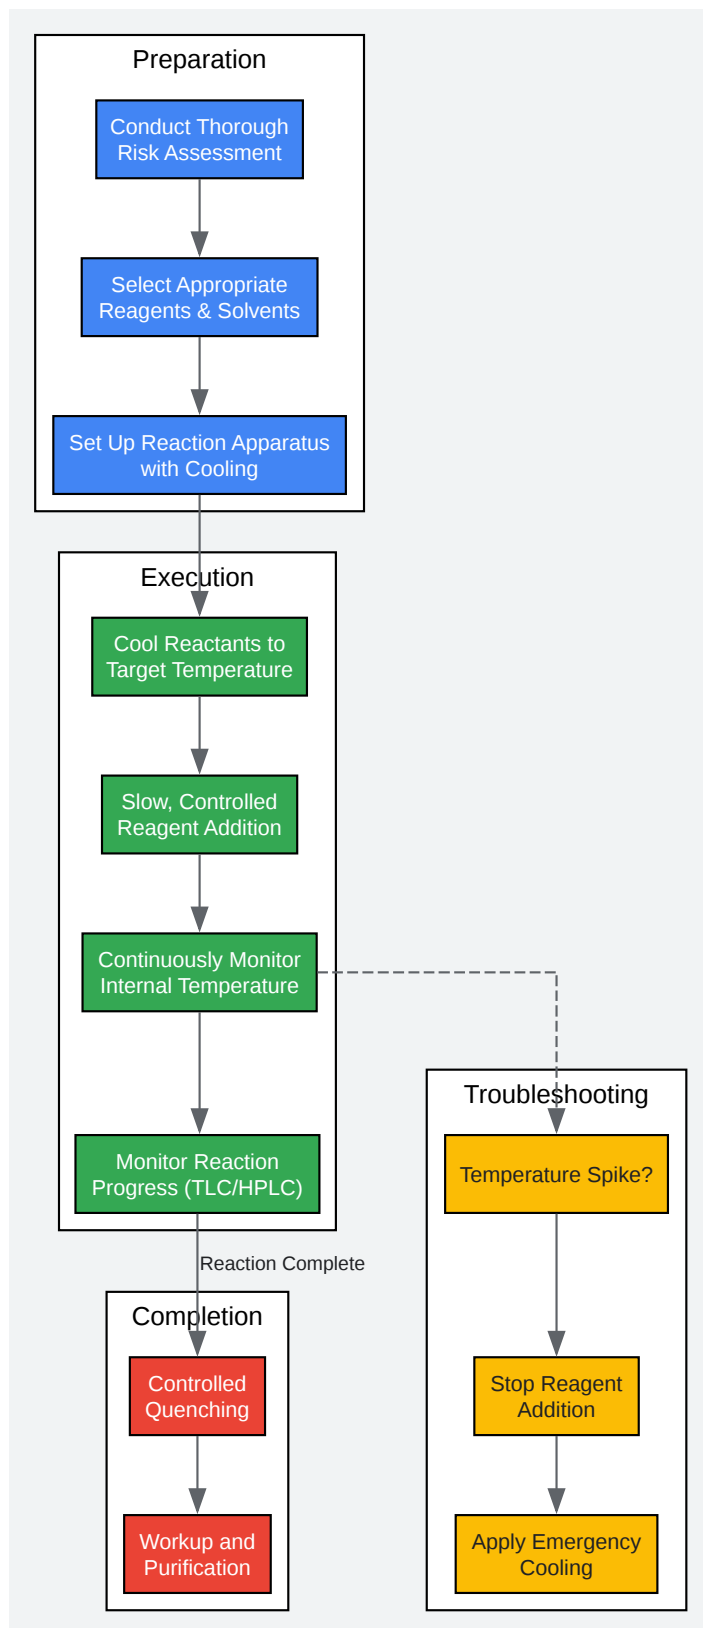 Preparation
Conduct Thorough
Risk Assessment
Select Appropriate
Reagents & Solvents
Set Up Reaction Apparatus
with Cooling
Execution
Cool Reactants to
Target Temperature
Slow, Controlled
Reagent Addition
Continuously Monitor
Internal Temperature
Monitor Reaction
Progress (TLC/HPLC)
Reaction Complete
Completion
Controlled
Quenching
Workup and
Purification
Troubleshooting
Temperature Spike?
Stop Reagent
Addition
Apply Emergency
Cooling